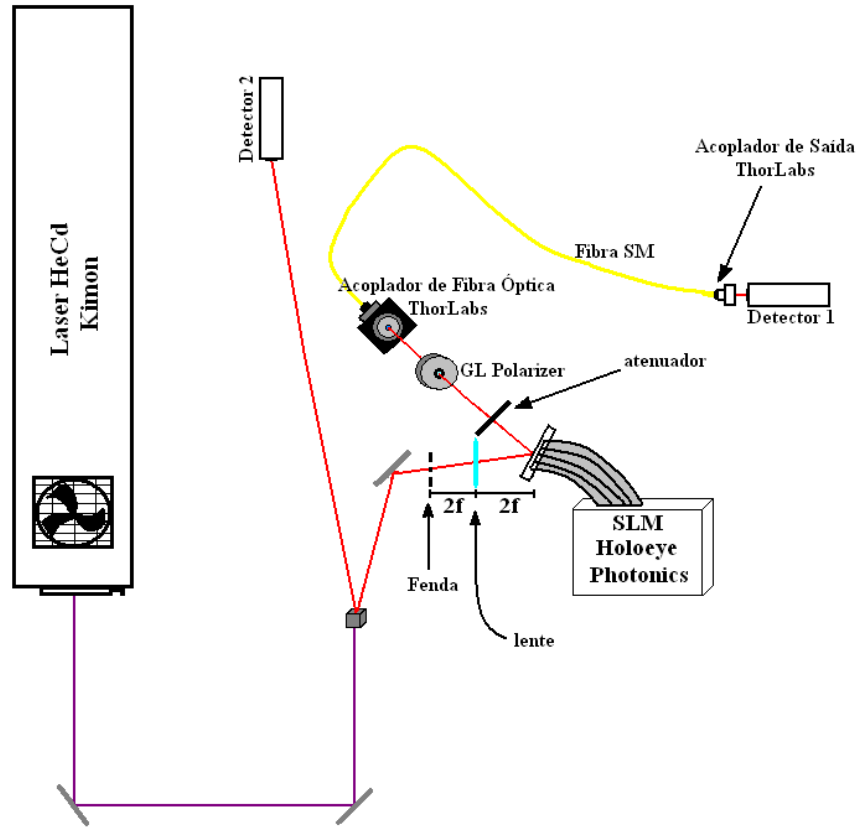 Laser HeCd
Kimon
Detector 2
Acoplador de Saída
ThorLabs
Fibra SM
Detector 1
Acoplador de Fibra Óptica
ThorLabs
GL Polarizer
atenuador
2f
2f
SLM
Holoeye
Photonics
Fenda
lente